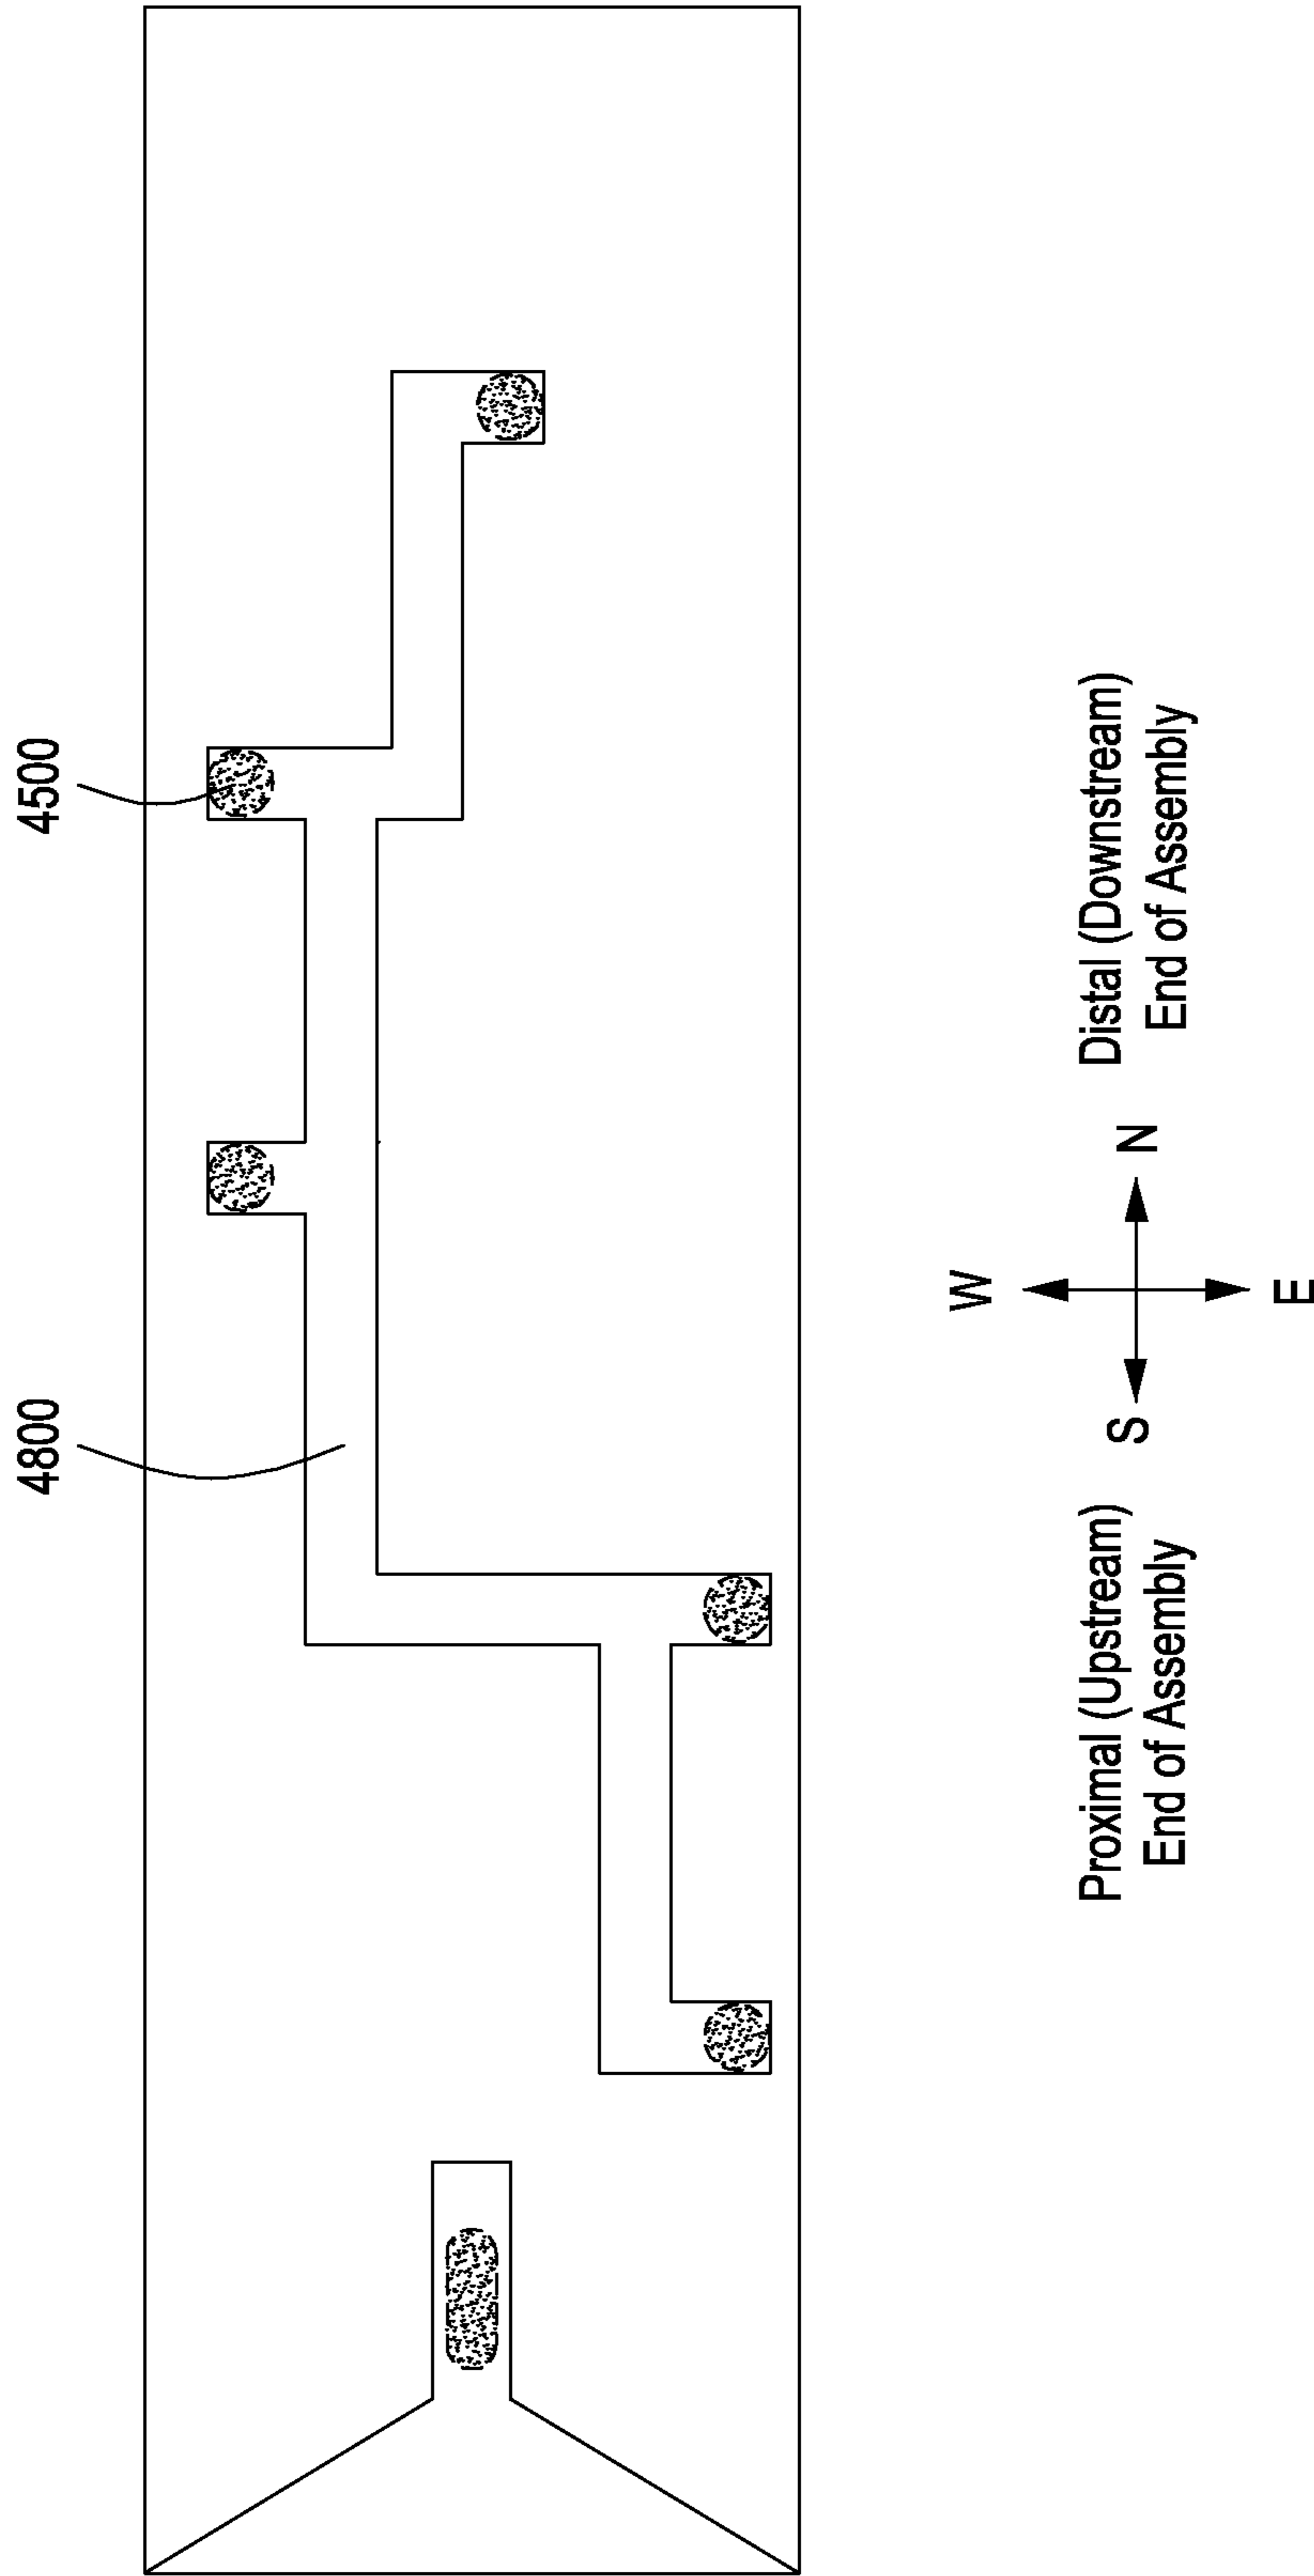 4800
4500
W
Proximal (Upstream)
End of Assembly
S
N
Distal (Downstream)
End of Assembly
E